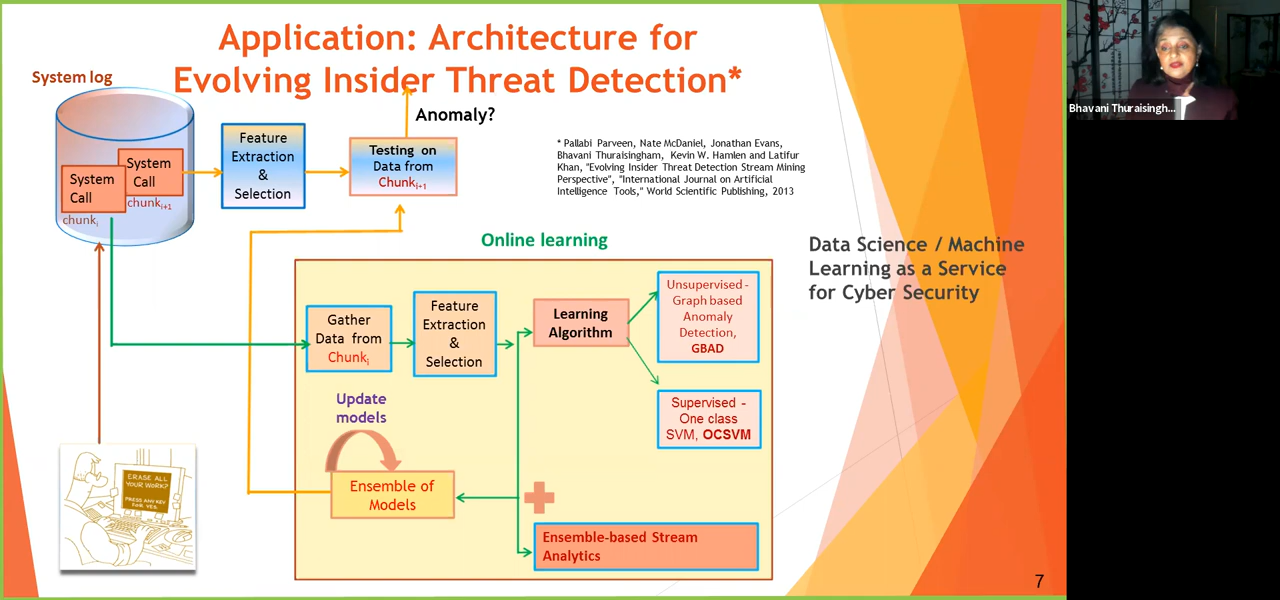 Application: Architecture for
Evolving Insider Threat Detection*
System log
Anomaly?
System
Call
chunki
System
Call
chunki+1
Feature
Extraction
&
Selection
Testing on
Data from
Chunki+1
* Pallabi Parveen, Nate McDaniel, Jonathan Evans,
Bhavani Thuraisingham, Kevin W. Hamlen and Latifur
Khan, "Evolving Insider Threat Detection Stream Mining
Perspective", "International Journal on Artificial
Intelligence Tools," World Scientific Publishing, 2013
Online learning
Gather
Data from
Chunki
Feature
Extraction
&
Selection
Learning
Algorithm
Unsupervised -
Graph based
Anomaly
Detection,
GBAD
Supervised -
One class
SVM, OCSVM
Update
models
Ensemble of
Models
Ensemble-based Stream
Analytics
ERASE ALL
YOUR WORK?
PRESS ANY KEY
FOR YES.
Data Science / Machine
Learning as a Service
for Cyber Security
7
Bhavani Thuraisingh...